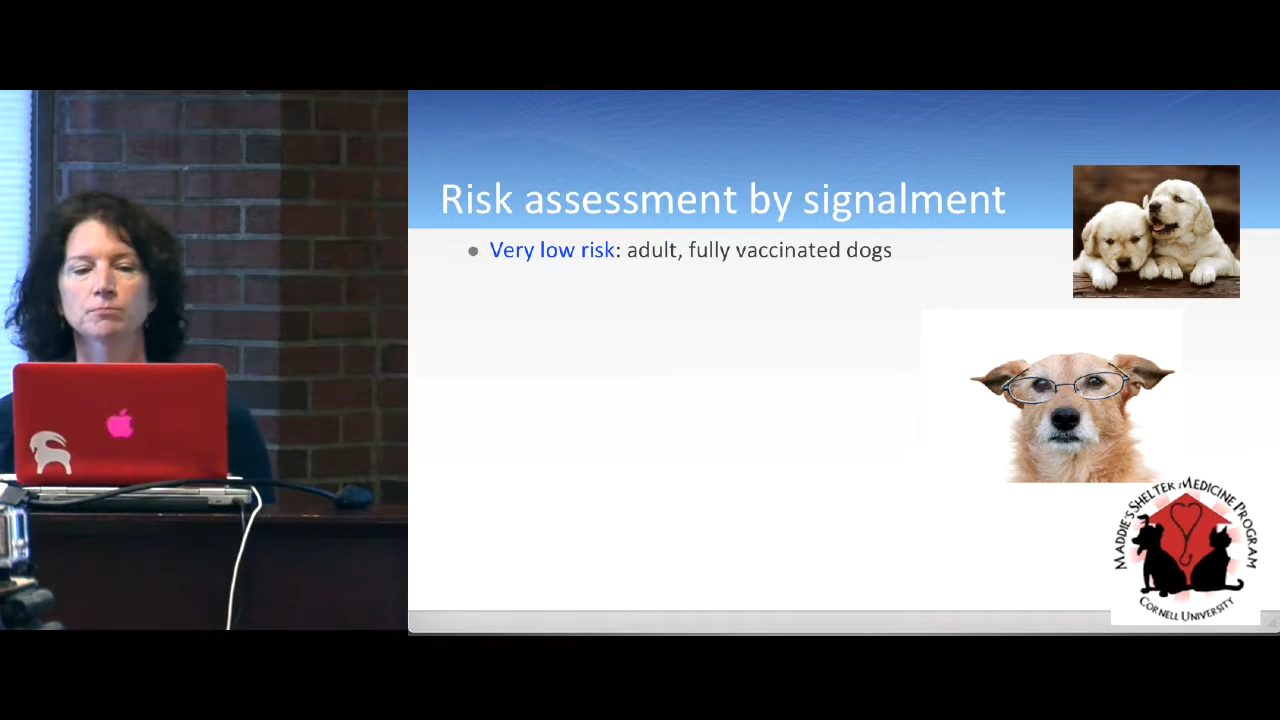 Risk assessment by signalment
• Very low risk: adult, fully vaccinated dogs
MADDIE'S SHELTER MEDICINE PROGRAM
CORNELL UNIVERSITY